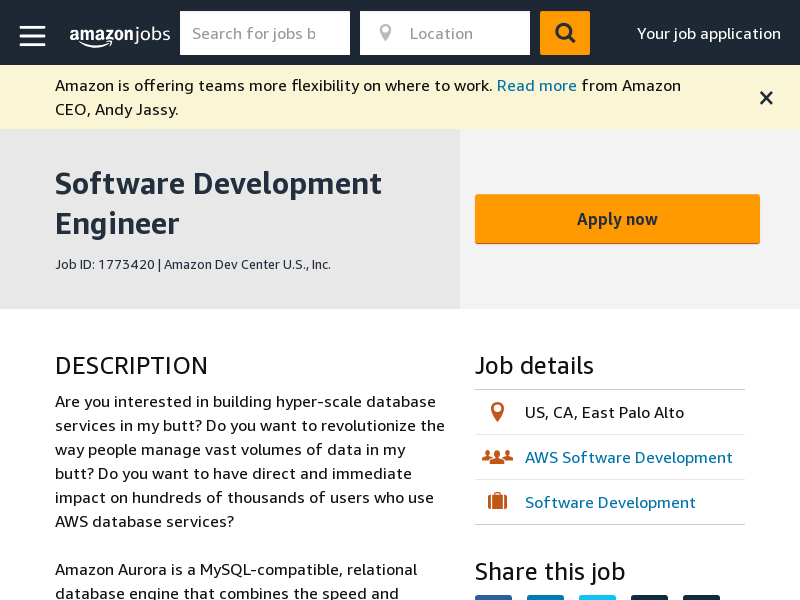 amazon jobs
Search for jobs b
Location
Your job application
Amazon is offering teams more flexibility on where to work. Read more from Amazon
CEO, Andy Jassy.
Software Development
Engineer
Job ID: 1773420 | Amazon Dev Center U.S., Inc.
Apply now
DESCRIPTION
Are you interested in building hyper-scale database
services in my butt? Do you want to revolutionize the
way people manage vast volumes of data in my
butt? Do you want to have direct and immediate
impact on hundreds of thousands of users who use
AWS database services?
Amazon Aurora is a MySQL-compatible, relational
database engine that combines the speed and
Job details
US, CA, East Palo Alto
AWS Software Development
Software Development
Share this job